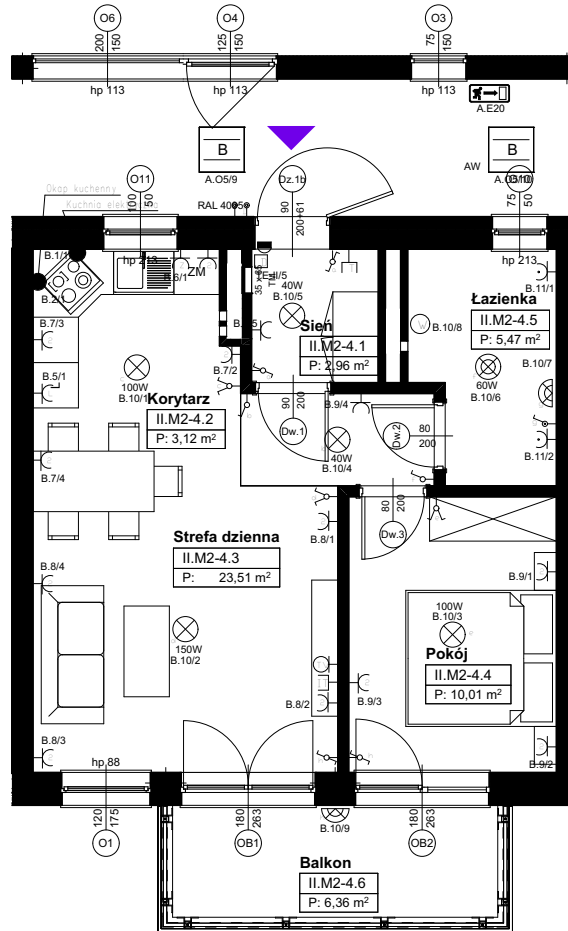 O6
O4
O3
200
150
125
150
75
150
hp 113
hp 113
hp 113
A.E20
B
A.O5/9
B
AW
Okap kuchenny
Kuchnia elek
O11
RAL 4005
Dz.1b
100
50
90
200+61
75
50
hp 213
hp 213
B.1/1
B.2/1
B.6/1
ZM
TM
35 x 65
40W
B.10/5
Sień
II.M2-4.1
P: 2,96 m²
Łazienka
II.M2-4.5
P: 5,47 m²
B.11/1
B.10/8
W
B.7/3
B.5/1
B.7/2
B.10/7
60W
B.10/6
B.11/2
100W
B.10/1
Korytarz
II.M2-4.2
P: 3,12 m²
90
200
Dw.1
B.9/4
40W
B.10/4
Dw.2
80
200
B.7/4
80
200
Dw.3
B.8/1
Strefa dzienna
II.M2-4.3
P: 23,51 m²
B.8/4
B.9/1
100W
B.10/3
150W
B.10/2
Pokój
II.M2-4.4
P: 10,01 m²
B.8/2
B.9/3
B.8/3
B.9/2
hp 88
120
175
O1
180
263
OB1
B.10/9
180
263
OB2
Balkon
II.M2-4.6
P: 6,36 m²